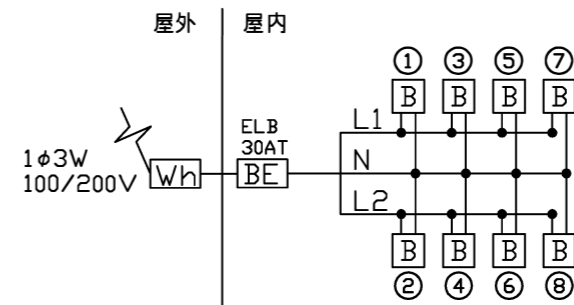 屋外 屋内
① ③ ⑤ ⑦
B B B B
ELB
30AT
L1
1φ3W
100/200V
Wh
BE
N
L2
B B B B
② ④ ⑥ ⑧